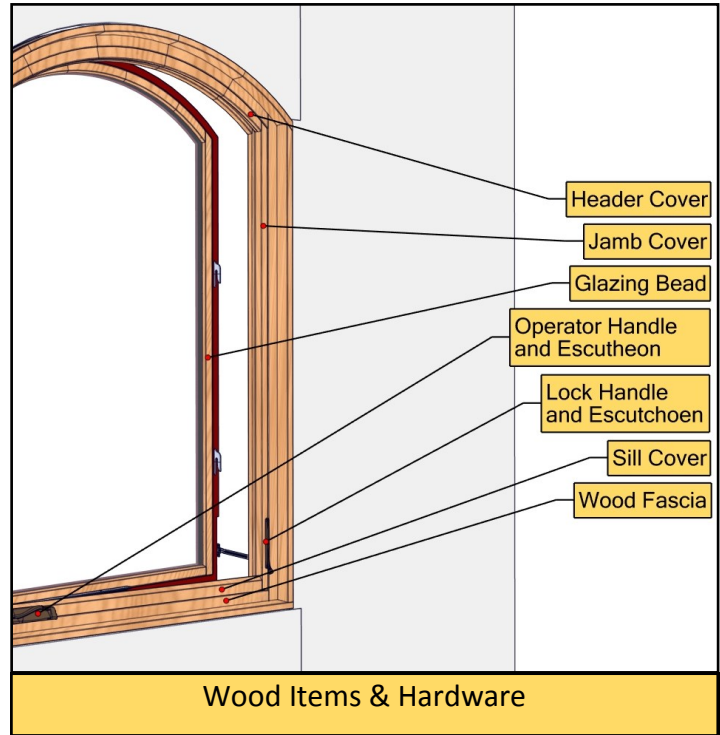 Header Cover
Jamb Cover
Glazing Bead
Operator Handle
and Escutheon
Lock Handle
and Escutchoen
Sill Cover
Wood Fascia
Wood Items & Hardware